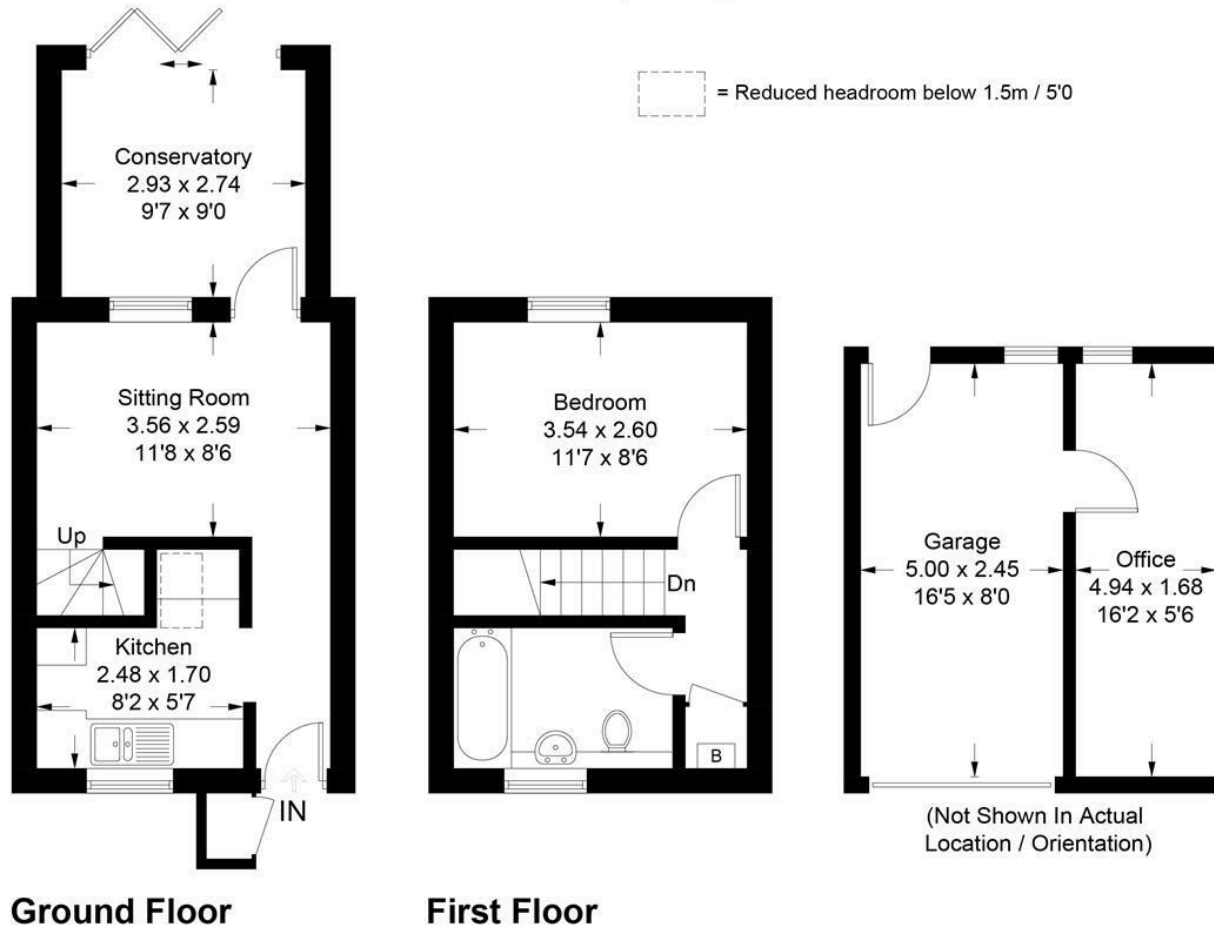 = Reduced headroom below 1.5m / 5'0
Conservatory
2.93 x 2.74
9'7 x 9'0
Sitting Room
3.56 x 2.59
11'8 x 8'6
Up
Kitchen
2.48 x 1.70
8'2 x 5'7
IN
Ground Floor
Bedroom
3.54 x 2.60
11'7 x 8'6
Dn
B
First Floor
Garage
5.00 x 2.45
16'5 x 8'0
Office
4.94 x 1.68
16'2 x 5'6
(Not Shown In Actual
Location / Orientation)